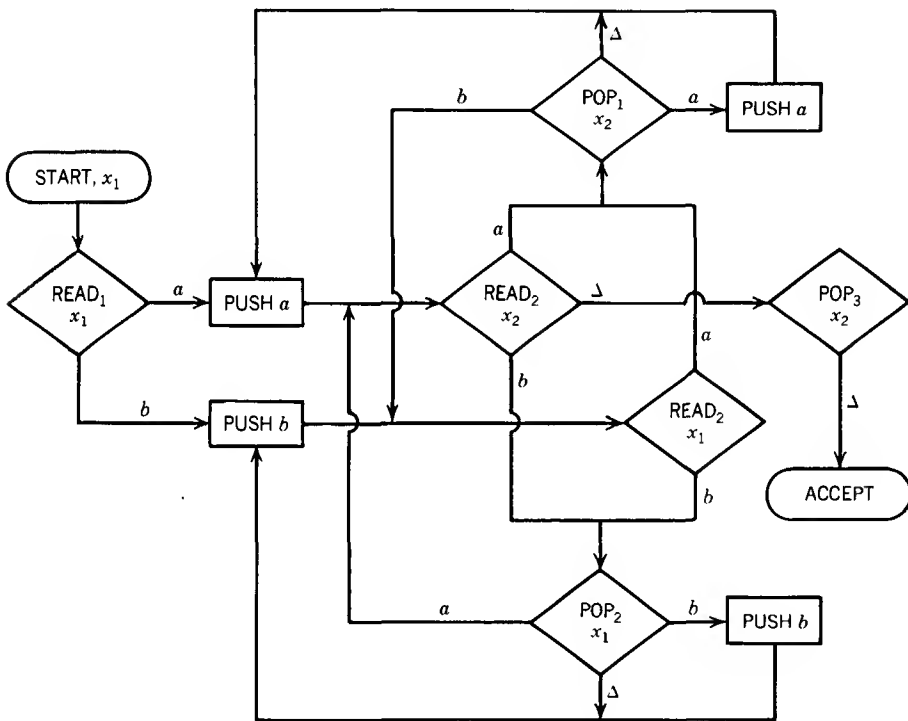 Δ
b
POP₁
x₂
a
PUSH a
START, x₁
a
READ₁
x₁
a
PUSH a
READ₂
x₂
Δ
POP₃
x₂
a
b
b
PUSH b
READ₂
x₁
Δ
b
ACCEPT
a
POP₂
x₁
b
PUSH b
Δ